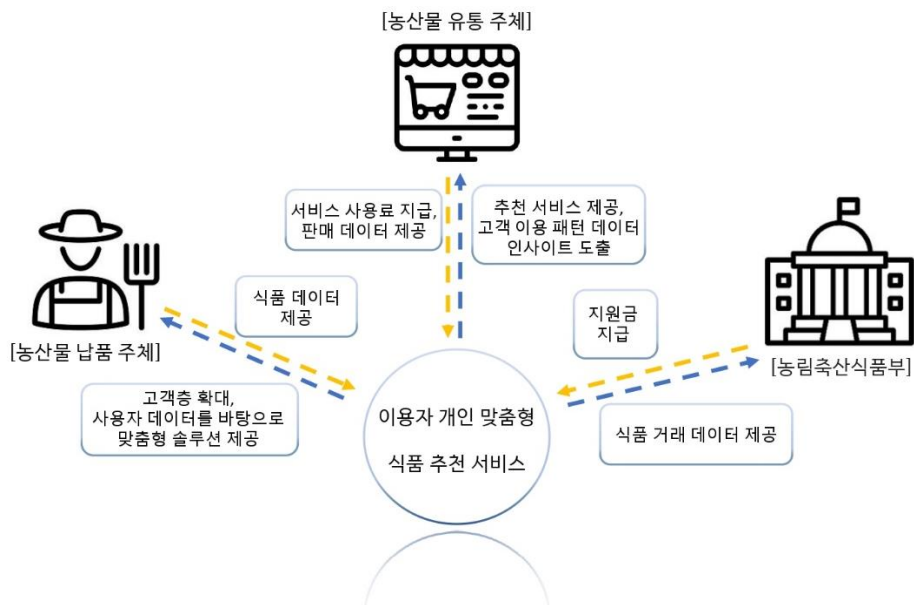 [농산물 유통 주체]
서비스 사용료 지급,
판매 데이터 제공
추천 서비스 제공,
고객 이용 패턴 데이터
인사이트 도출
식품 데이터
제공
지원금
지급
[농산물 납품 주체]
[농림축산식품부]
고객층 확대,
사용자 데이터를 바탕으로
맞춤형 솔루션 제공
이용자 개인 맞춤형
식품 추천 서비스
식품 거래 데이터 제공